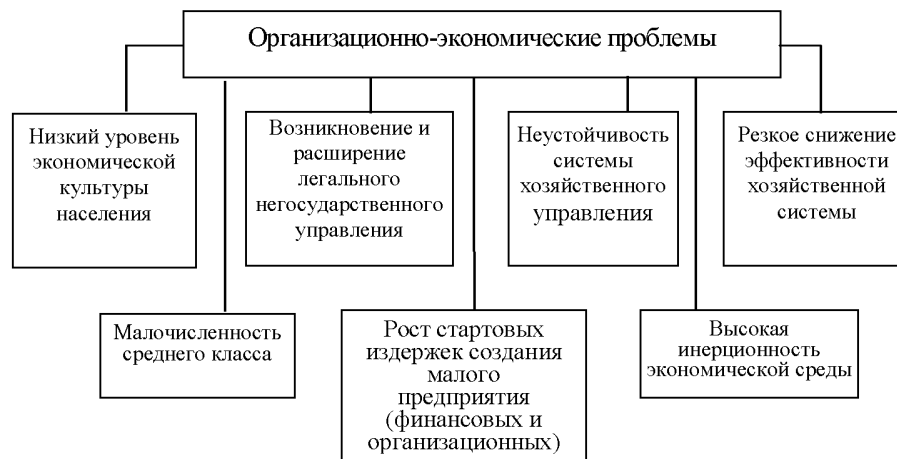 Организационно-экономические проблемы
Низкий уровень
экономической
культуры
населения
Возникновение и
расширение
легального
негосударственного
управления
Неустойчивость
системы
хозяйственного
управления
Резкое снижение
эффективности
хозяйственной
системы
Малочисленность
среднего класса
Рост стартовых
издержек создания
малого
предприятия
(финансовых и
организационных)
Высокая
инерционность
экономической среды